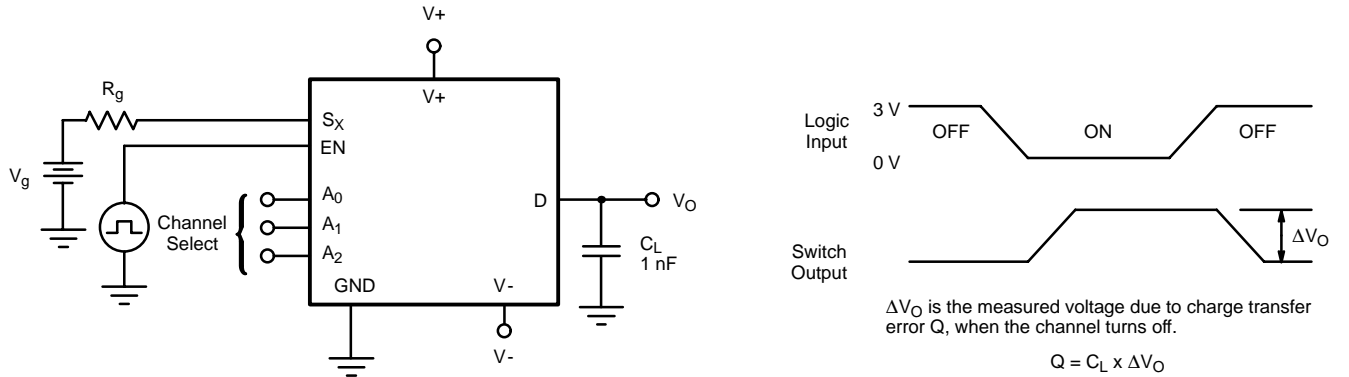 V+
V+
Rg
SX
EN
Vg
A0
A1
A2
Channel
Select
D
VO
CL
1 nF
GND
V-
V-
Logic
Input
3 V
0 V
OFF
ON
OFF
Switch
Output
ΔVO
ΔVO is the measured voltage due to charge transfer
error Q, when the channel turns off.
Q = CL x ΔVO